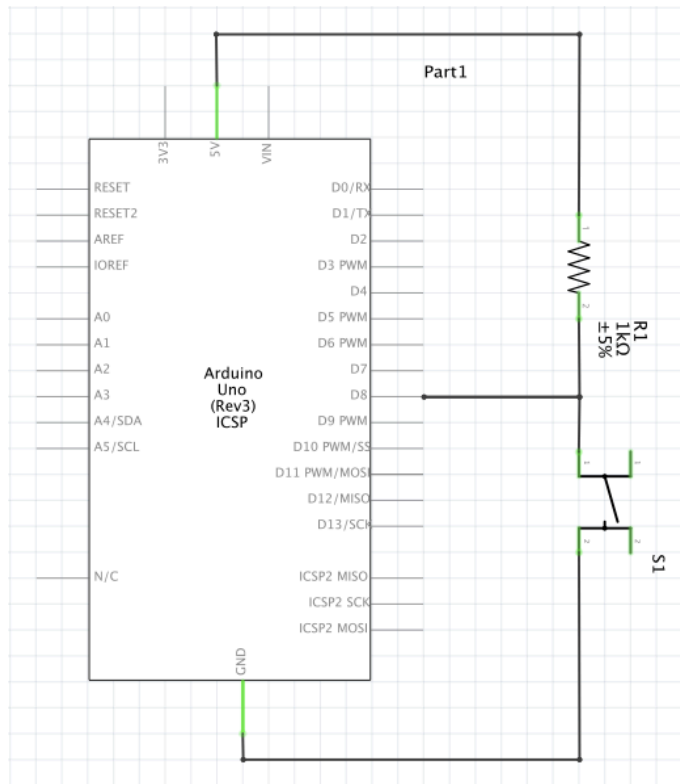 Part1
3V3
5V
VIN
RESET
RESET2
AREF
IOREF
A0
A1
A2
A3
A4/SDA
A5/SCL
N/C
Arduino
Uno
(Rev3)
ICSP
D0/RX
D1/TX
D2
D3 PWM
D4
D5 PWM
D6 PWM
D7
D8
D9 PWM
D10 PWM/SS
D11 PWM/MOSI
D12/MISO
D13/SCK
ICSP2 MISO
ICSP2 SCK
ICSP2 MOSI
GND
1
2
R1
1kΩ
±5%
1
1
2
2
S1